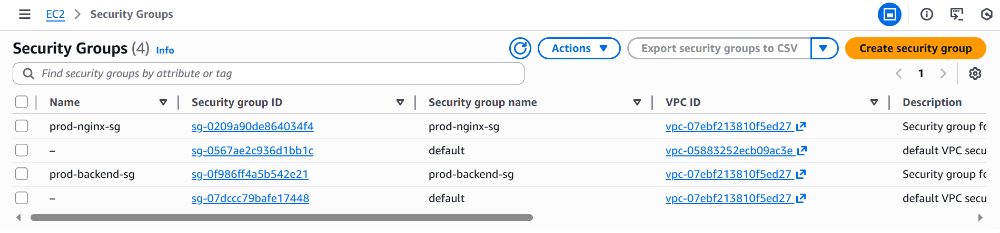 EC2 > Security Groups
Security Groups (4) Info
Actions
Export security groups to CSV
Create security group
Find security groups by attribute or tag
1
Name Security group ID Security group name VPC ID Description
prod-nginx-sg sg-0209a90de864034f4 prod-nginx-sg vpc-07ebf213810f5ed27 Security group fo
– sg-0567ae2c936d1bb1c default vpc-05883252ecb09ac3e default VPC secu
prod-backend-sg sg-0f986ff4a5b542e21 prod-backend-sg vpc-07ebf213810f5ed27 Security group fo
– sg-07dccc79bafe17448 default vpc-07ebf213810f5ed27 default VPC secu